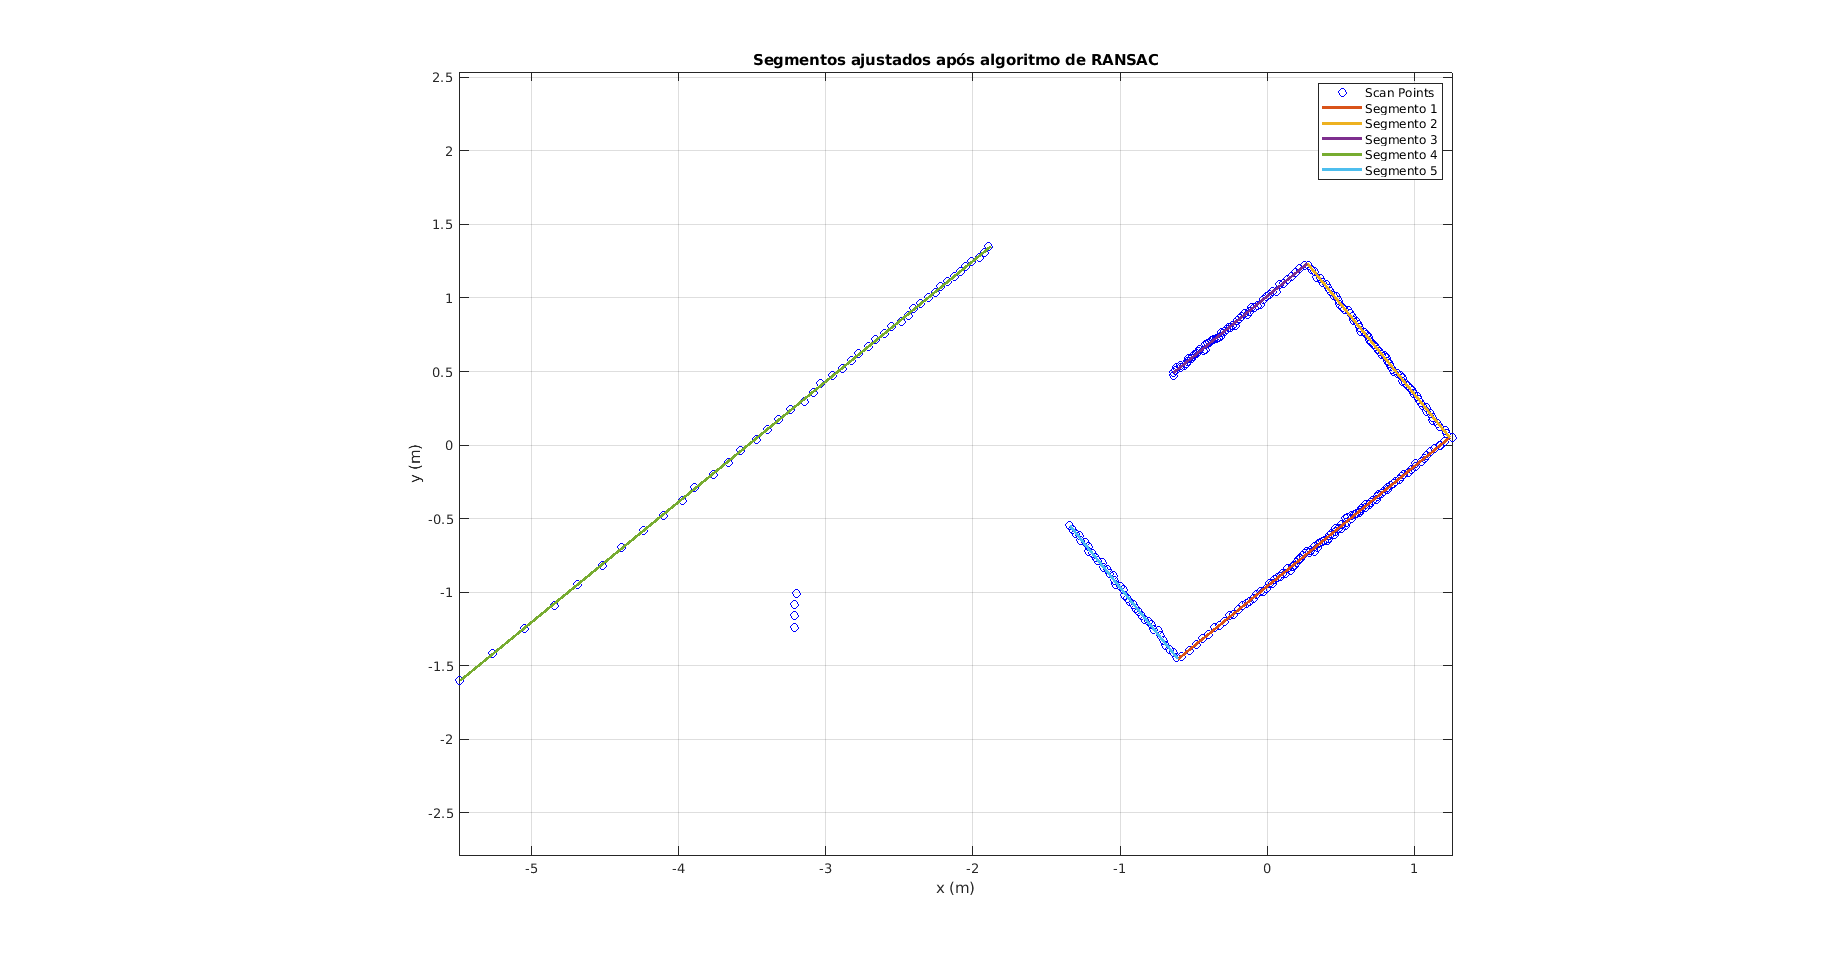 Segmentos ajustados após algoritmo de RANSAC
Scan Points
Segmento 1
Segmento 2
Segmento 3
Segmento 4
Segmento 5
2.5
2
1.5
1
0.5
0
-0.5
-1
-1.5
-2
-2.5
y (m)
-5 -4 -3 -2 -1 0 1
x (m)